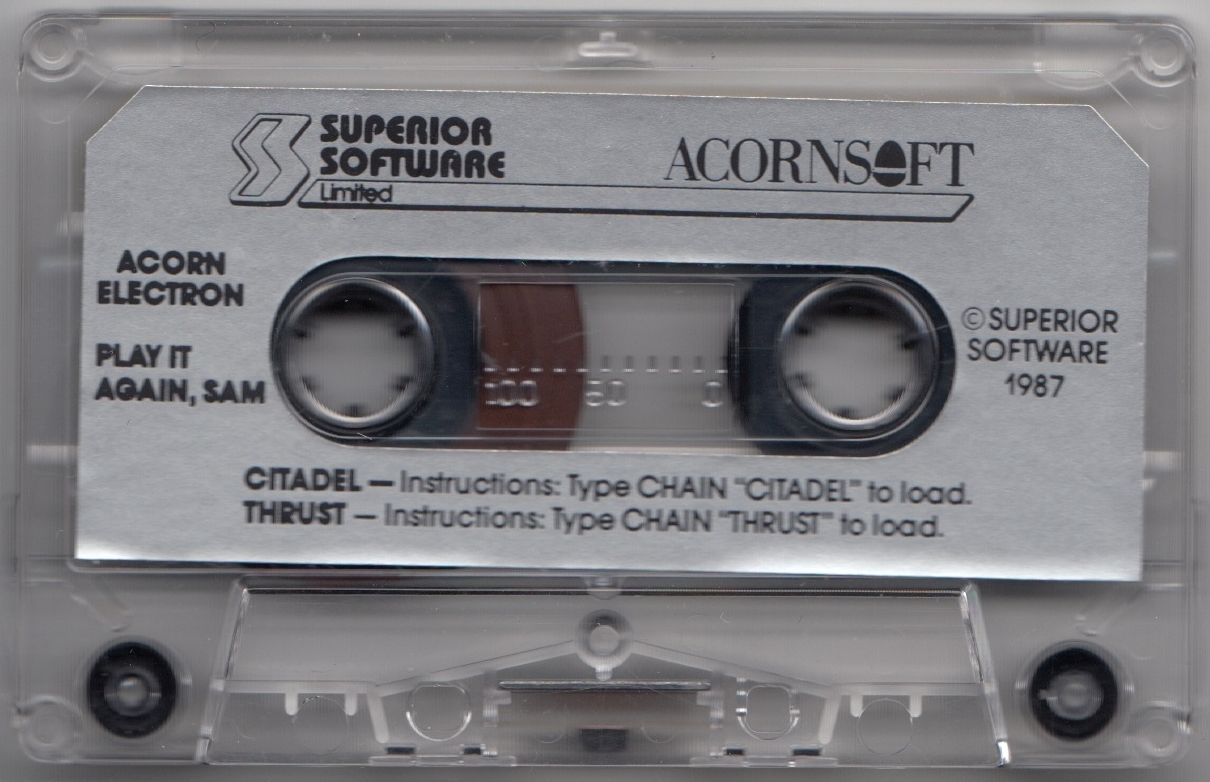 SUPERIOR
SOFTWARE
Limited
ACORNSOFT
ACORN
ELECTRON
PLAY IT
AGAIN, SAM
100 50 0
© SUPERIOR
SOFTWARE
1987
CITADEL — Instructions: Type CHAIN "CITADEL" to load.
THRUST — Instructions: Type CHAIN "THRUST" to load.